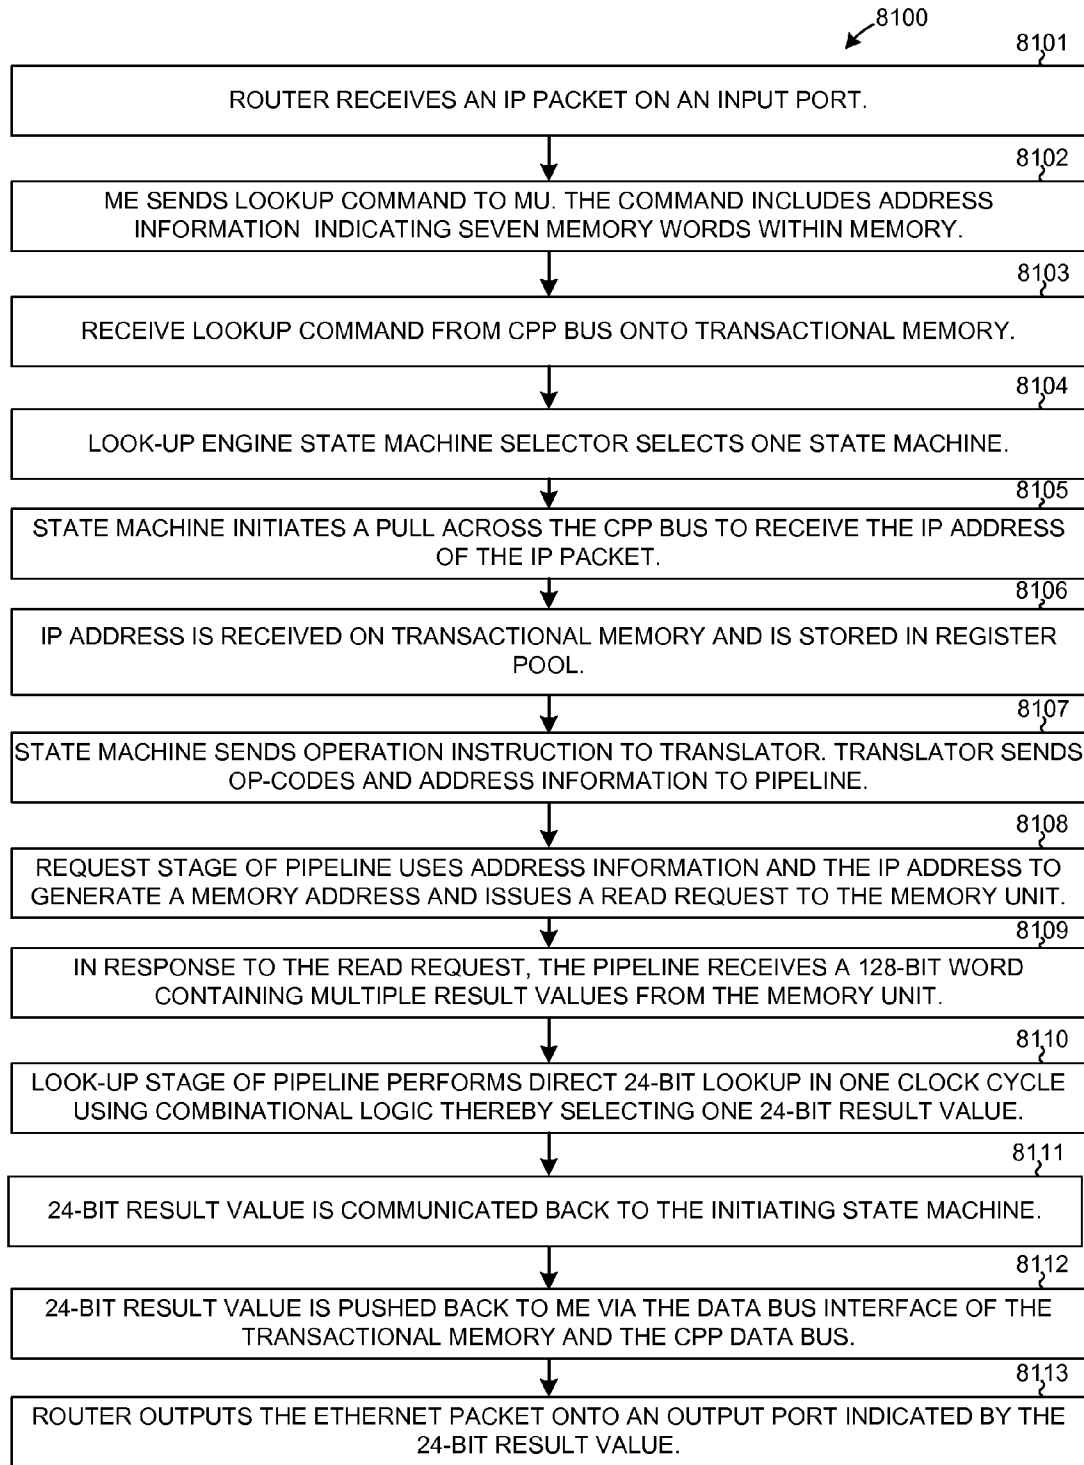 8100
8101
ROUTER RECEIVES AN IP PACKET ON AN INPUT PORT.
8102
ME SENDS LOOKUP COMMAND TO MU. THE COMMAND INCLUDES ADDRESS
INFORMATION INDICATING SEVEN MEMORY WORDS WITHIN MEMORY.
8103
RECEIVE LOOKUP COMMAND FROM CPP BUS ONTO TRANSACTIONAL MEMORY.
8104
LOOK-UP ENGINE STATE MACHINE SELECTOR SELECTS ONE STATE MACHINE.
8105
STATE MACHINE INITIATES A PULL ACROSS THE CPP BUS TO RECEIVE THE IP ADDRESS
OF THE IP PACKET.
8106
IP ADDRESS IS RECEIVED ON TRANSACTIONAL MEMORY AND IS STORED IN REGISTER
POOL.
8107
STATE MACHINE SENDS OPERATION INSTRUCTION TO TRANSLATOR. TRANSLATOR SENDS
OP-CODES AND ADDRESS INFORMATION TO PIPELINE.
8108
REQUEST STAGE OF PIPELINE USES ADDRESS INFORMATION AND THE IP ADDRESS TO
GENERATE A MEMORY ADDRESS AND ISSUES A READ REQUEST TO THE MEMORY UNIT.
8109
IN RESPONSE TO THE READ REQUEST, THE PIPELINE RECEIVES A 128-BIT WORD
CONTAINING MULTIPLE RESULT VALUES FROM THE MEMORY UNIT.
8110
LOOK-UP STAGE OF PIPELINE PERFORMS DIRECT 24-BIT LOOKUP IN ONE CLOCK CYCLE
USING COMBINATIONAL LOGIC THEREBY SELECTING ONE 24-BIT RESULT VALUE.
8111
24-BIT RESULT VALUE IS COMMUNICATED BACK TO THE INITIATING STATE MACHINE.
8112
24-BIT RESULT VALUE IS PUSHED BACK TO ME VIA THE DATA BUS INTERFACE OF THE
TRANSACTIONAL MEMORY AND THE CPP DATA BUS.
8113
ROUTER OUTPUTS THE ETHERNET PACKET ONTO AN OUTPUT PORT INDICATED BY THE
24-BIT RESULT VALUE.